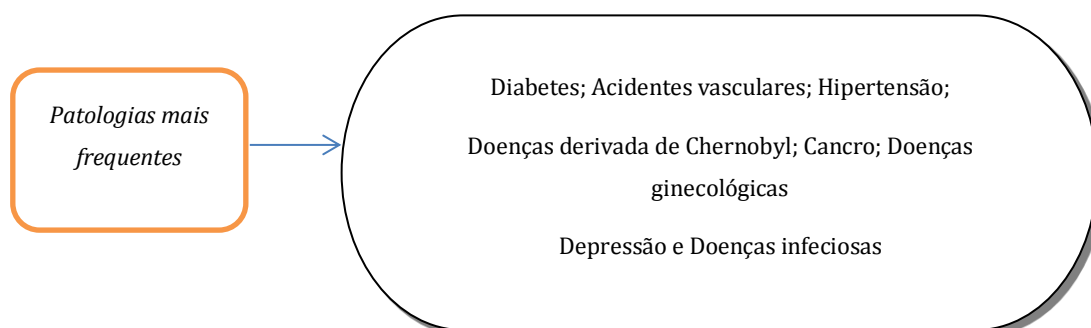 Patologias mais
frequentes
Diabetes; Acidentes vasculares; Hipertensão;
Doenças derivada de Chernobyl; Cancro; Doenças
ginecológicas
Depressão e Doenças infeciosas